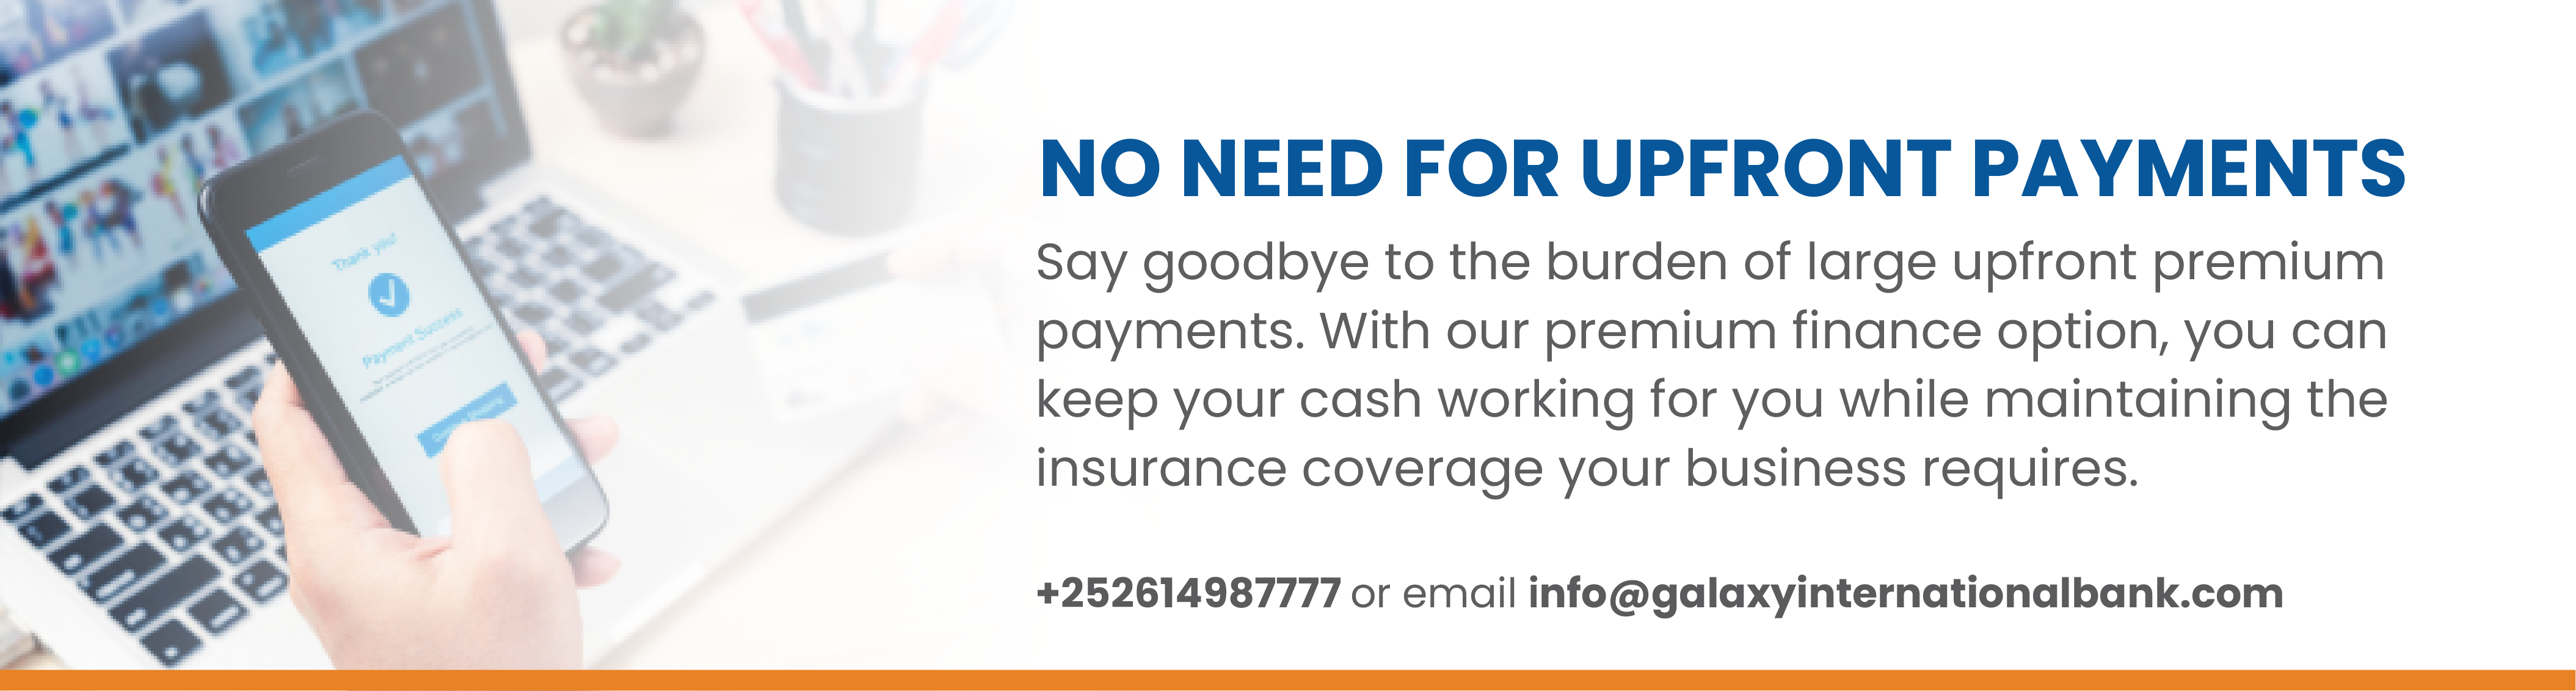 NO NEED FOR UPFRONT PAYMENTS
Say goodbye to the burden of large upfront premium
payments. With our premium finance option, you can
keep your cash working for you while maintaining the
insurance coverage your business requires.
+252614987777 or email info@galaxyinternationalbank.com
Thank you!
Payment Success